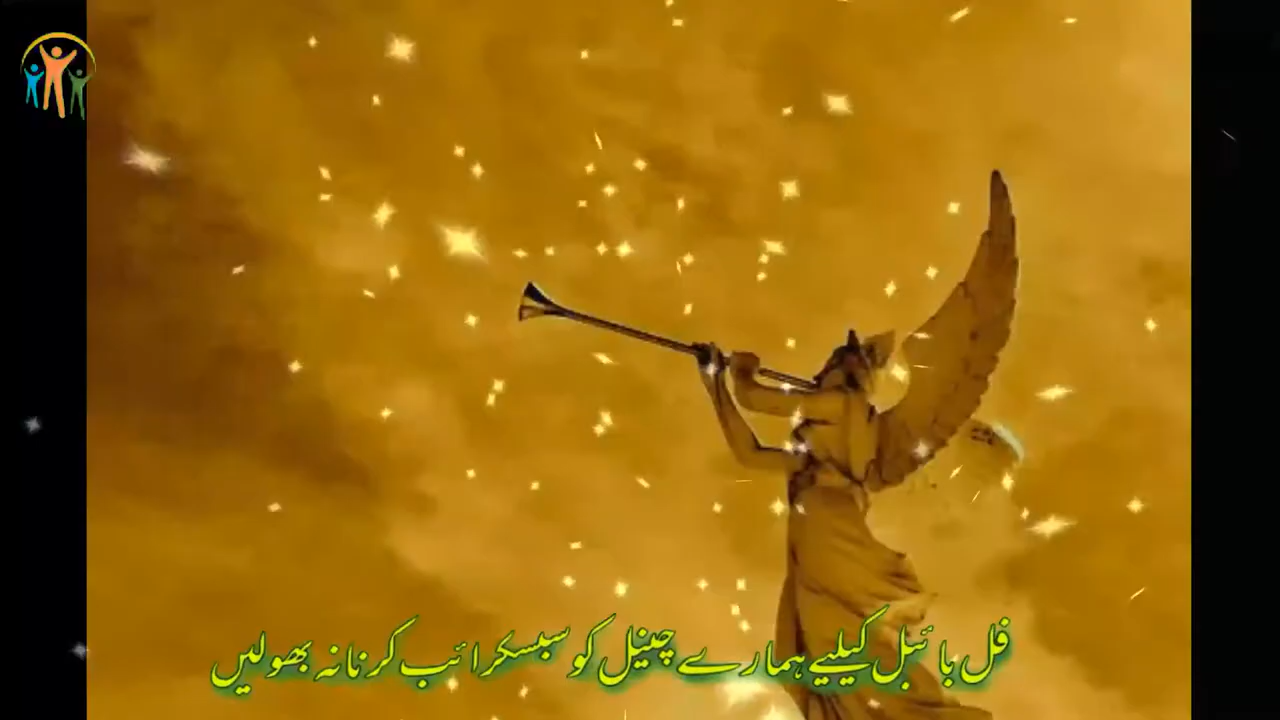 فل بائبل کیلیے ہمارے چینل کو سبسکرائب کرنا نہ بھولیں